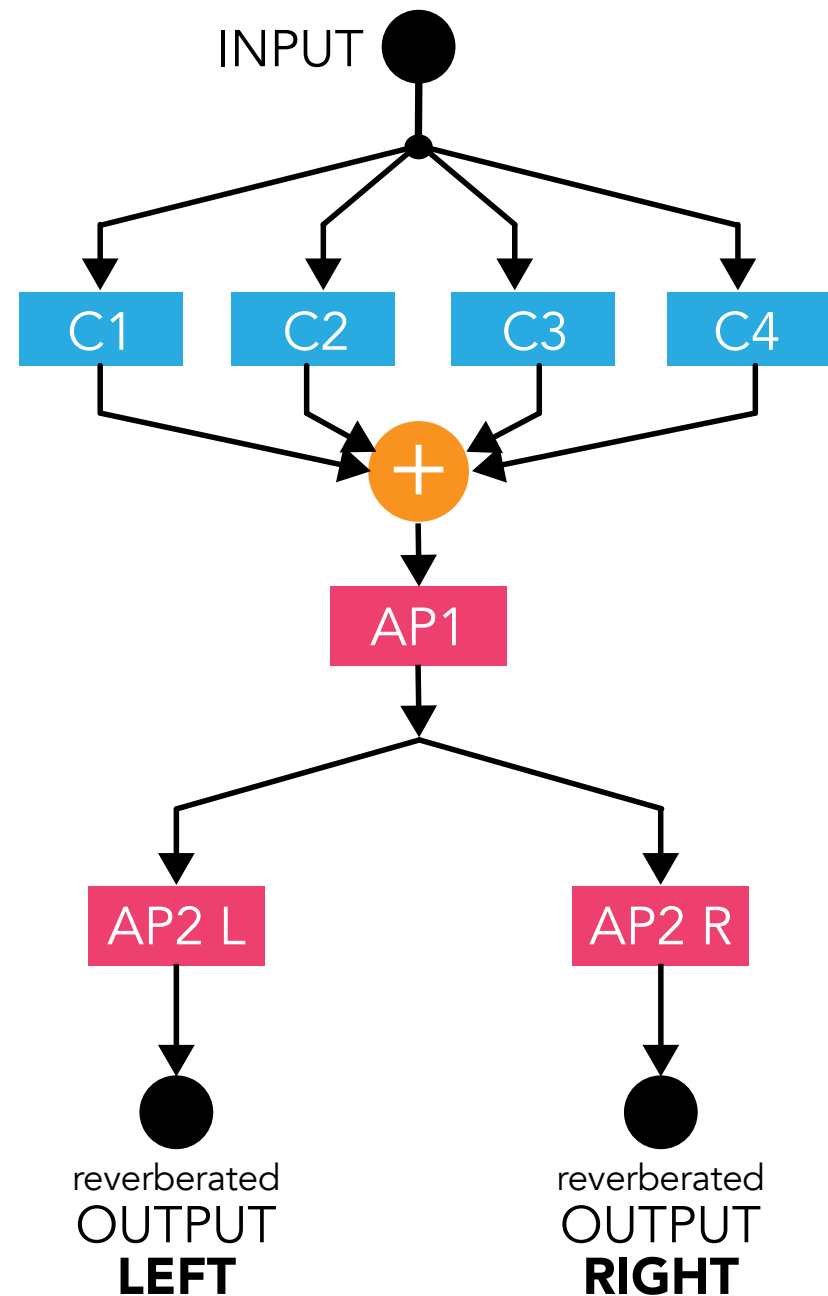 INPUT
C1
C2
C3
C4
+
AP1
AP2 L
AP2 R
reverberated
OUTPUT
LEFT
reverberated
OUTPUT
RIGHT